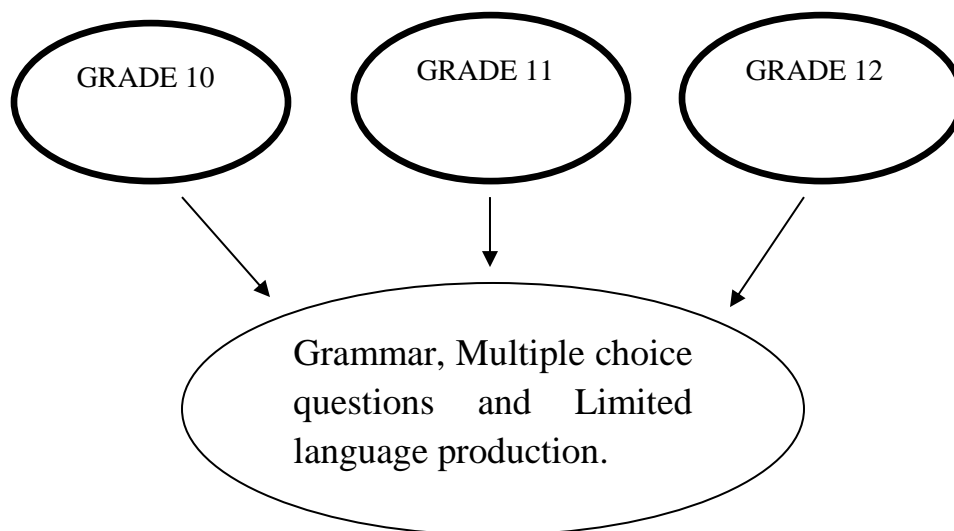 GRADE 10
GRADE 11
GRADE 12
Grammar, Multiple choice
questions and Limited
language production.